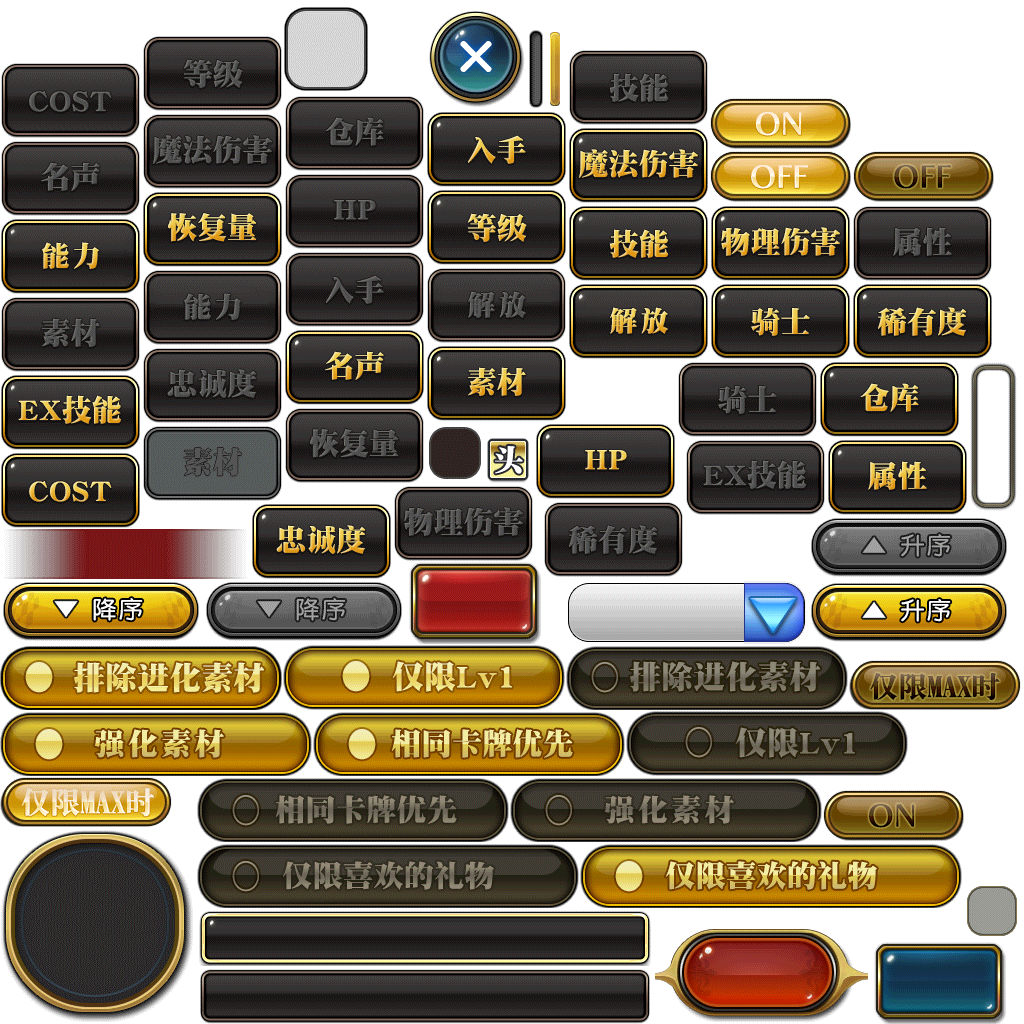 等级
技能
COST
ON
仓库
入手
魔法伤害
魔法伤害
名声
OFF
OFF
HP
恢复量
等级
技能
物理伤害
属性
能力
入手
能力
解放
解放
骑士
稀有度
素材
名声
忠诚度
素材
骑士
仓库
EX技能
恢复量
素材
头
HP
EX技能
属性
COST
物理伤害
忠诚度
稀有度
升序
降序
降序
升序
排除进化素材
仅限Lv1
排除进化素材
仅限MAX时
强化素材
相同卡牌优先
仅限Lv1
仅限MAX时
相同卡牌优先
强化素材
ON
仅限喜欢的礼物
仅限喜欢的礼物